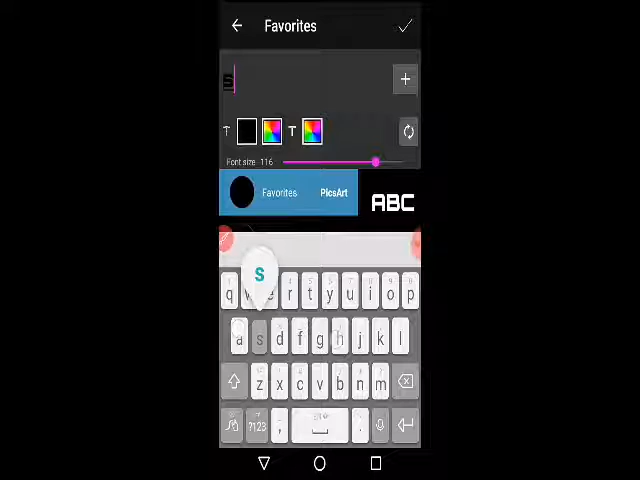 Favorites
s
T T
Font size 116
Favorites PicsArt ABC
S
q w e r t y u i o p
a s d f g h j k l
z x c v b n m
?123 , .